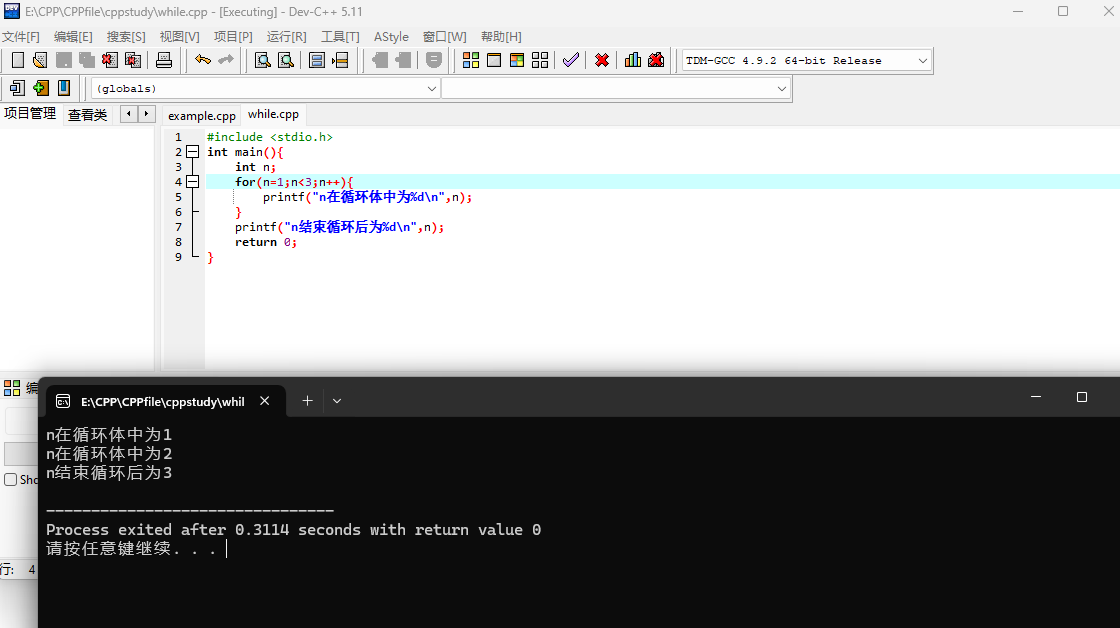 E:\CPP\CPPfile\cppstudy\while.cpp - [Executing] - Dev-C++ 5.11
文件[F] 编辑[E] 搜索[S] 视图[V] 项目[P] 运行[R] 工具[T] AStyle 窗口[W] 帮助[H]
TDM-GCC 4.9.2 64-bit Release
(globals)
项目管理 查看类 example.cpp while.cpp
1 #include <stdio.h>
2 int main(){
3 int n;
4 for(n=1;n<3;n++){
5 printf("n在循环体中为%d\n",n);
6 }
7 printf("n结束循环后为%d\n",n);
8 return 0;
9 }
编
E:\CPP\CPPfile\cppstudy\whil
n在循环体中为1
n在循环体中为2
n结束循环后为3
Sho
--------------------------------
Process exited after 0.3114 seconds with return value 0
请按任意键继续. . .
行: 4